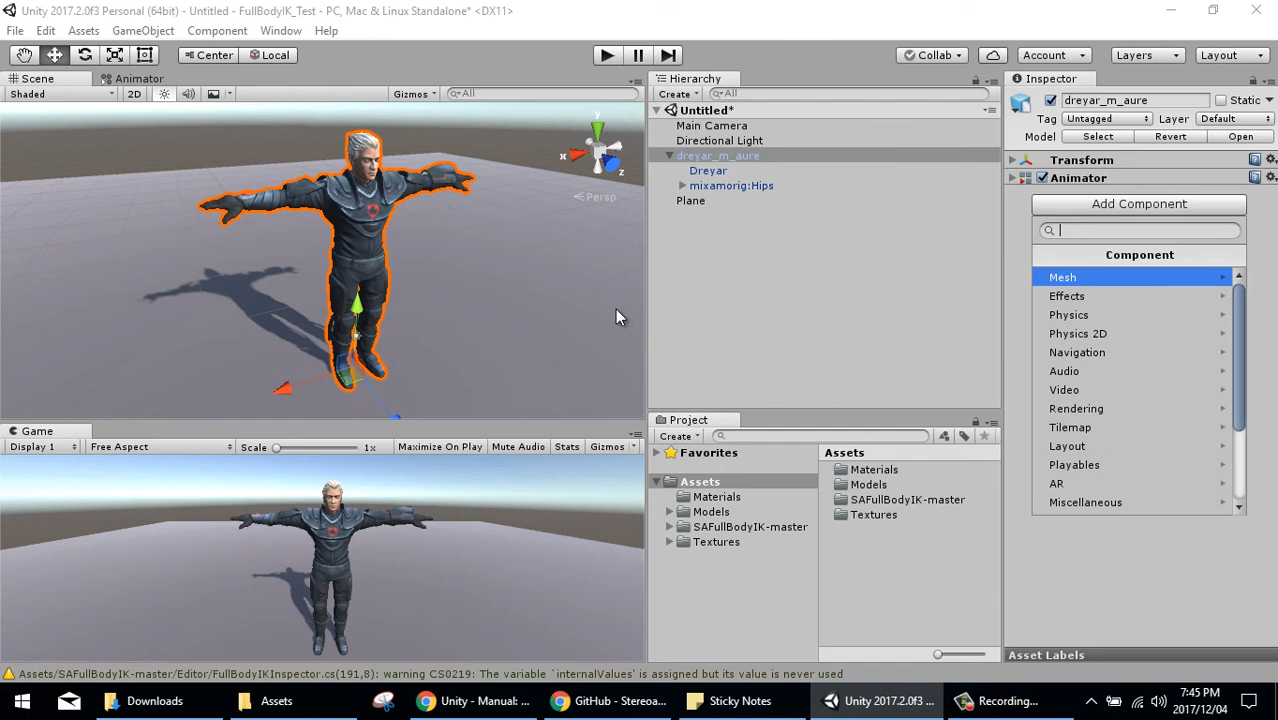 Unity 2017.2.0f3 Personal (64bit) - Untitled - FullBodyIK_Test - PC, Mac & Linux Standalone* <DX11>
File Edit Assets GameObject Component Window Help
Center Local Collab Account Layers Layout
Scene Animator
Shaded 2D Gizmos All
y
x
z
Persp
Game
Display 1 Free Aspect Scale 1x Maximize On Play Mute Audio Stats Gizmos
Hierarchy
Create All
Untitled*
Main Camera
Directional Light
dreyar_m_aure
Dreyar
mixamorig:Hips
Plane
Project
Create
Favorites
Assets
Materials
Models
SAFullBodyIK-master
Textures
Assets
Materials
Models
SAFullBodyIK-master
Textures
Inspector
dreyar_m_aure Static
Tag Untagged Layer Default
Model Select Revert Open
Transform
Animator
Add Component
Component
Mesh
Effects
Physics
Physics 2D
Navigation
Audio
Video
Rendering
Tilemap
Layout
Playables
AR
Miscellaneous
Asset Labels
Assets/SAFullBodyIK-master/Editor/FullBodyIKInspector.cs(191,8): warning CS0219: The variable `internalValues' is assigned but its value is never used
Downloads Assets Unity - Manual: ... GitHub - Stereoa... Sticky Notes Unity 2017.2.0f3 ... Recording...
7:45 PM
2017/12/04